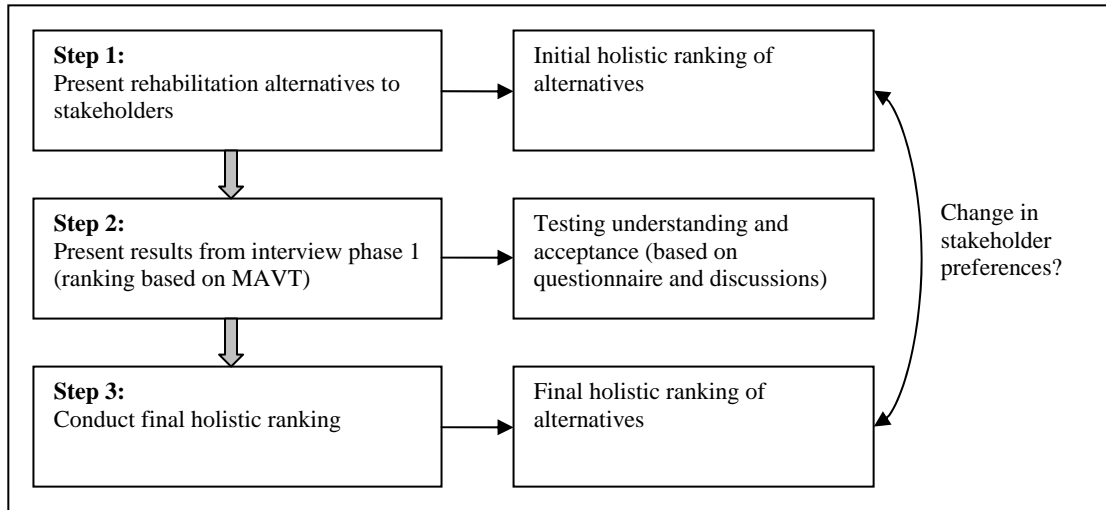 Step 1:
Present rehabilitation alternatives to
stakeholders
Initial holistic ranking of
alternatives
Step 2:
Present results from interview phase 1
(ranking based on MAVT)
Testing understanding and
acceptance (based on
questionnaire and discussions)
Change in
stakeholder
preferences?
Step 3:
Conduct final holistic ranking
Final holistic ranking of
alternatives